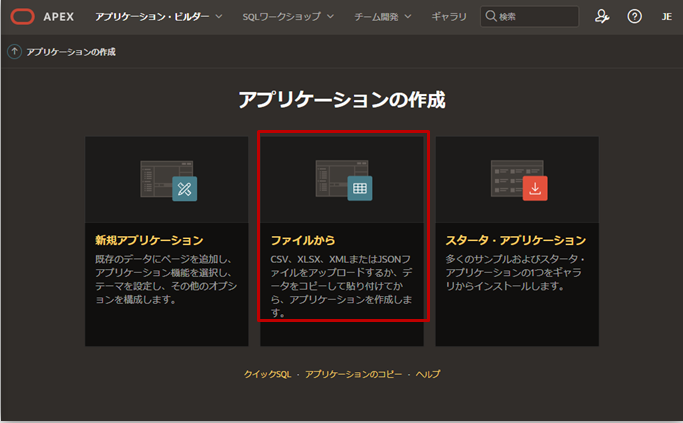 APEX アプリケーション・ビルダー SQLワークショップ チーム開発 ギャラリ 検索 JE
アプリケーションの作成
アプリケーションの作成
新規アプリケーション
既存のデータにページを追加し、
アプリケーション機能を選択し、
テーマを設定し、その他のオプシ
ョンを構成します。
ファイルから
CSV、XLSX、XMLまたはJSONフ
ァイルをアップロードするか、デ
ータをコピーして貼り付けてか
ら、アプリケーションを作成しま
す。
スタータ・アプリケーション
多くのサンプルおよびスタータ・
アプリケーションの1つをギャラ
リからインストールします。
クイックSQL · アプリケーションのコピー · ヘルプ